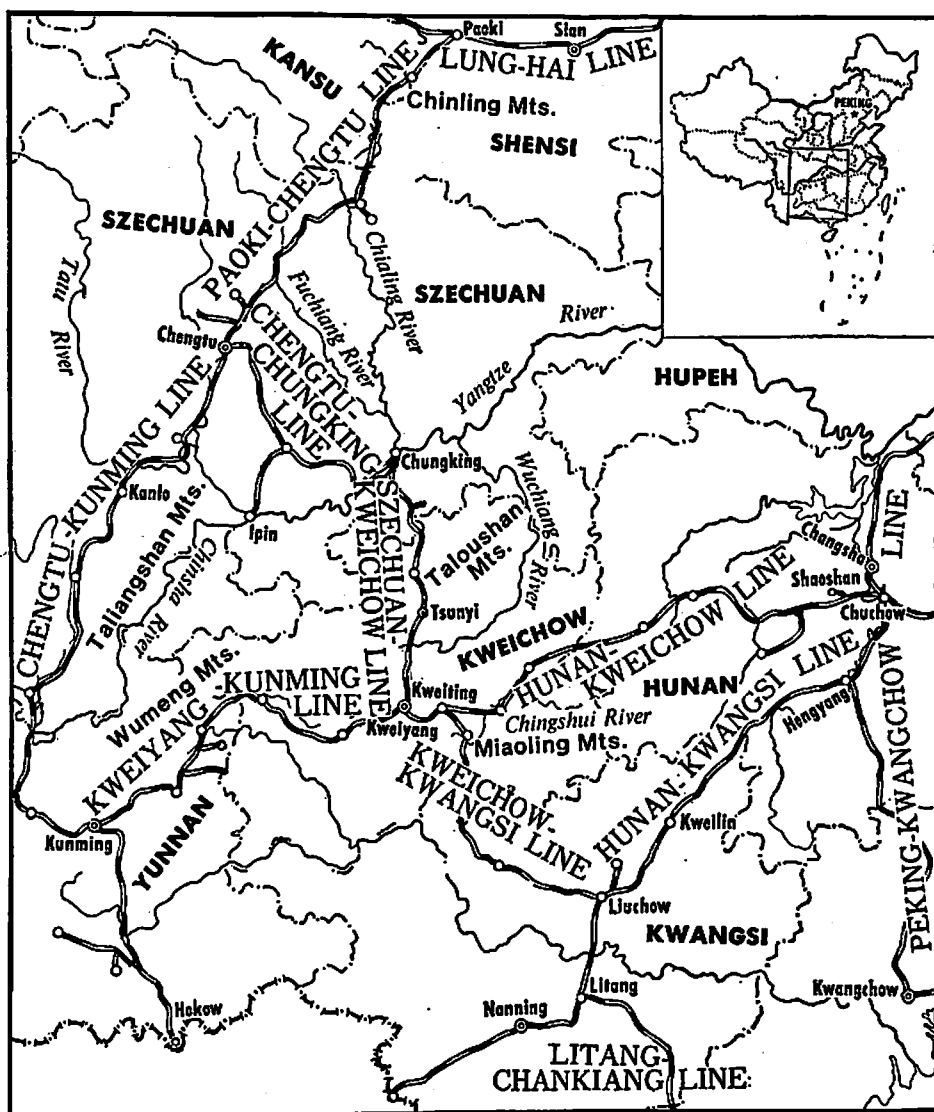 Paoki
Sian
KANSU
LUNG-HAI LINE
PEKING
Chinling Mts.
SHENSI
PAOKI-CHENGTU LINE
SZECHUAN
Tatu River
Chialing River
Fuchiang River
SZECHUAN
River
Yangtze
Chengtu
CHENGTU-
CHUNGKING
LINE
HUPEH
Chungking
CHENGTU-KUNMING LINE
Kanlo
Ipin
Taliangshan Mts.
Chinsha River
SZECHUAN-
KWEICHOW LINE
Taloushan
Mts.
Wuchiang River
Tsunyi
Changsha
Shaoshan
Chuchow
KWEICHOW
HUNAN-
KWEICHOW LINE
HUNAN
Wumeng Mts.
KWEIYANG-KUNMING
LINE
Kweiting
Kweiyang
Chingshui River
Miaoling Mts.
Hengyang
HUNAN-KWANGSI LINE
PEKING-KWANGCHOW LINE
KWEICHOW-
KWANGSI LINE
Kunming
YUNNAN
Kweilin
Liuchow
KWANGSI
Hokow
Litang
Nanning
Kwangchow
LITANG-
CHANKIANG LINE